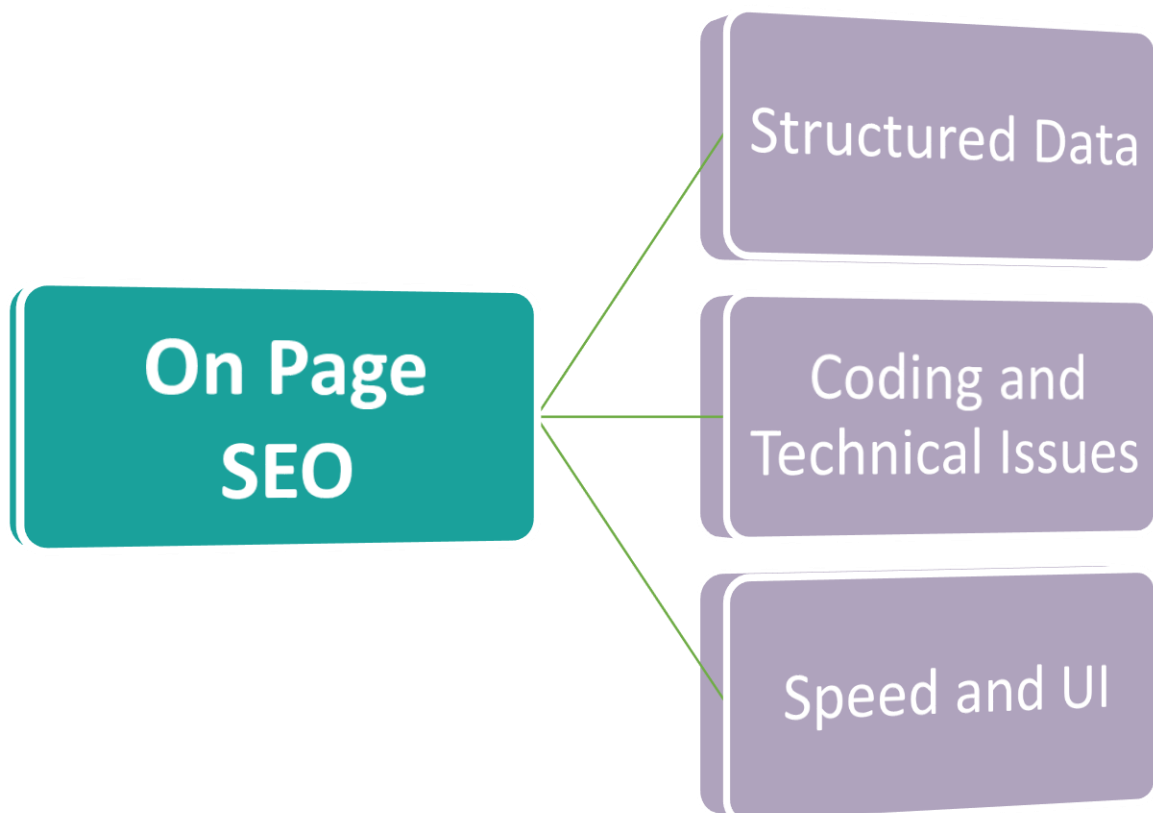 On Page
SEO
Structured Data
Coding and
Technical Issues
Speed and UI